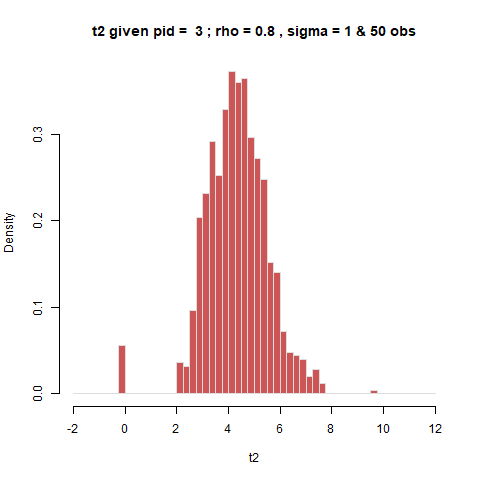 t2 given pid =  3 ; rho = 0.8 , sigma = 1 & 50 obs
Density
0.3
0.2
0.1
0.0
-2 0 2 4 6 8 10 12
t2